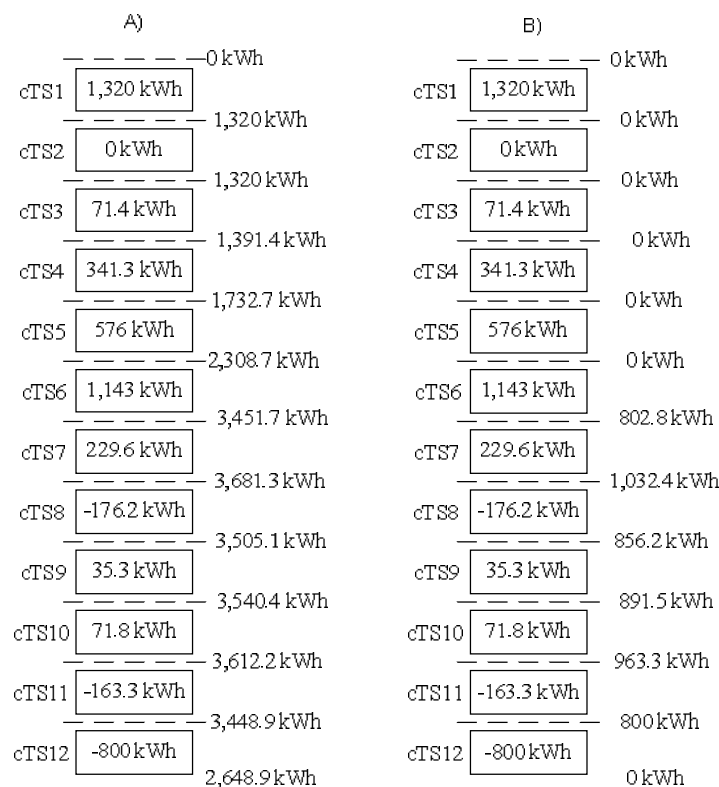 A) B)
0 kWh 0 kWh
cTS1 1,320 kWh cTS1 1,320 kWh
1,320 kWh 0 kWh
cTS2 0 kWh cTS2 0 kWh
1,320 kWh 0 kWh
cTS3 71.4 kWh cTS3 71.4 kWh
1,391.4 kWh 0 kWh
cTS4 341.3 kWh cTS4 341.3 kWh
1,732.7 kWh 0 kWh
cTS5 576 kWh cTS5 576 kWh
2,308.7 kWh 0 kWh
cTS6 1,143 kWh cTS6 1,143 kWh
3,451.7 kWh 802.8 kWh
cTS7 229.6 kWh cTS7 229.6 kWh
3,681.3 kWh 1,032.4 kWh
cTS8 -176.2 kWh cTS8 -176.2 kWh
3,505.1 kWh 856.2 kWh
cTS9 35.3 kWh cTS9 35.3 kWh
3,540.4 kWh 891.5 kWh
cTS10 71.8 kWh cTS10 71.8 kWh
3,612.2 kWh 963.3 kWh
cTS11 -163.3 kWh cTS11 -163.3 kWh
3,448.9 kWh 800 kWh
cTS12 -800 kWh cTS12 -800 kWh
2,648.9 kWh 0 kWh